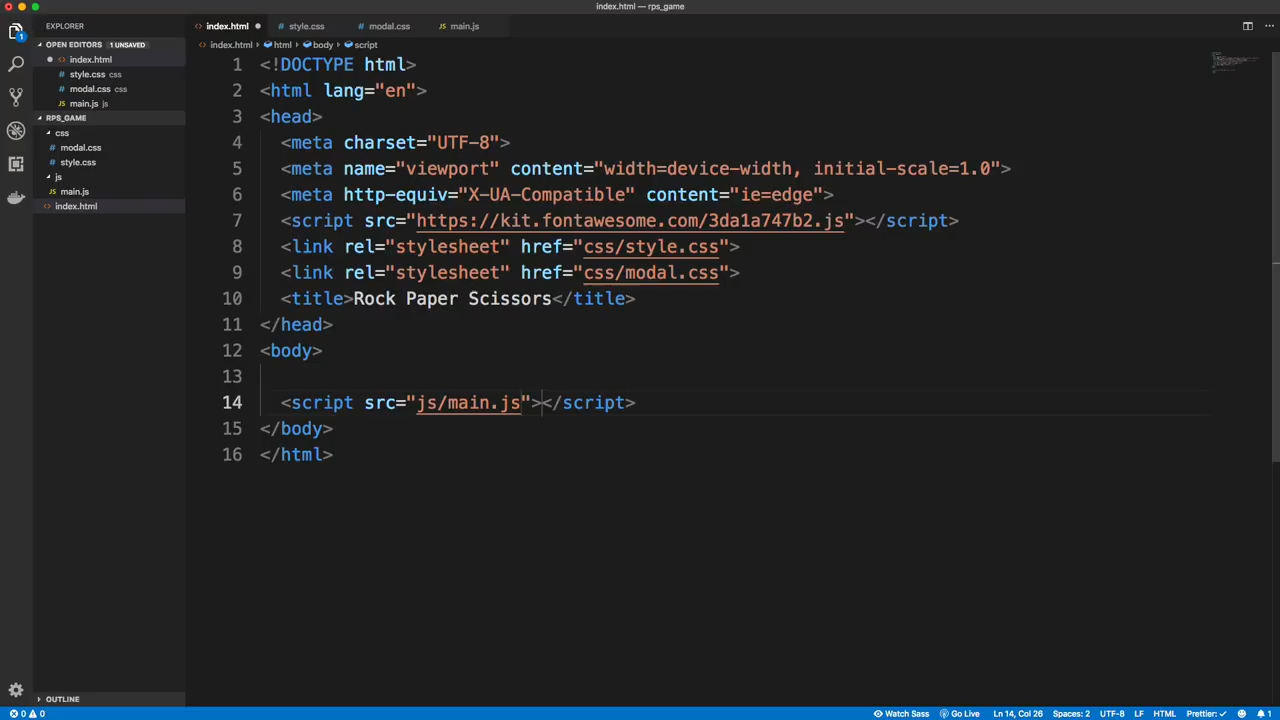 index.html — rps_game
EXPLORER
index.html
style.css
modal.css
main.js
OPEN EDITORS 1 UNSAVED
index.html
style.css css
modal.css css
main.js js
RPS_GAME
css
modal.css
style.css
js
main.js
index.html
OUTLINE
index.html html body script
1 <!DOCTYPE html>
2 <html lang="en">
3 <head>
4 <meta charset="UTF-8">
5 <meta name="viewport" content="width=device-width, initial-scale=1.0">
6 <meta http-equiv="X-UA-Compatible" content="ie=edge">
7 <script src="https://kit.fontawesome.com/3da1a747b2.js"></script>
8 <link rel="stylesheet" href="css/style.css">
9 <link rel="stylesheet" href="css/modal.css">
10 <title>Rock Paper Scissors</title>
11 </head>
12 <body>
13
14 <script src="js/main.js"></script>
15 </body>
16 </html>
0 0 Watch Sass Go Live Ln 14, Col 26 Spaces: 2 UTF-8 LF HTML Prettier: ✓ 1